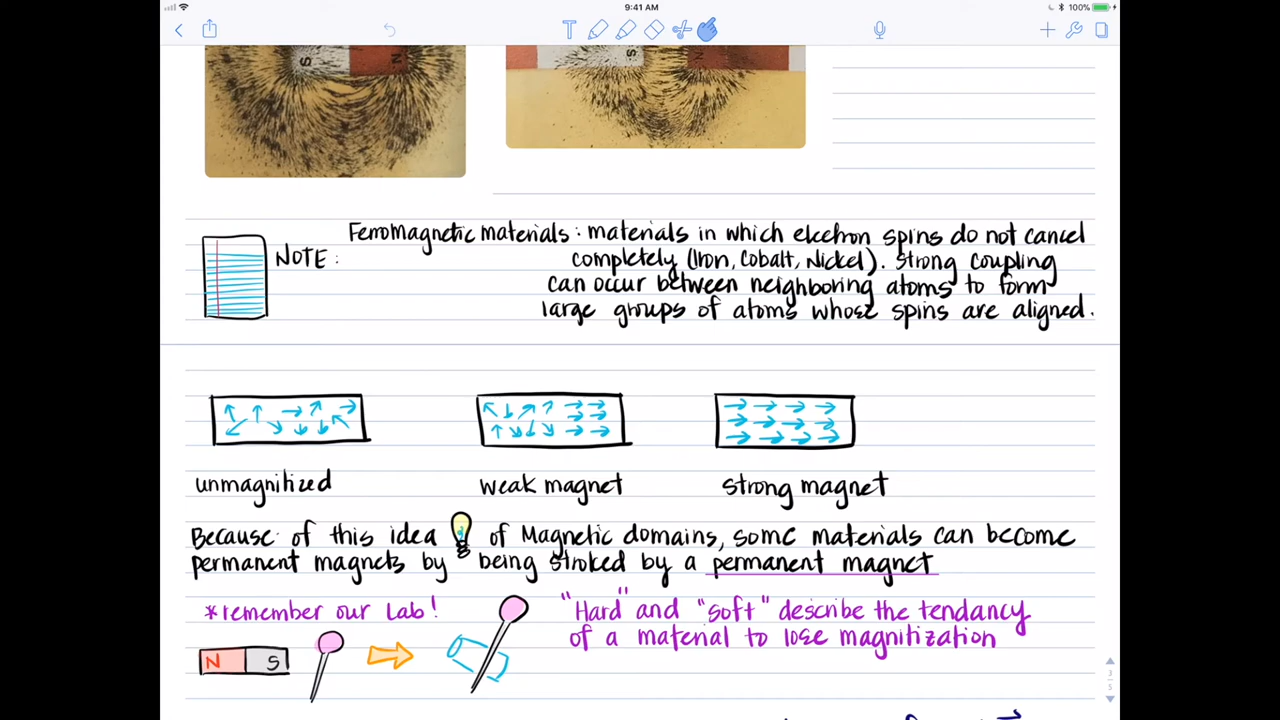 9:41 AM
100%
S
N
S
N
Ferromagnetic materials: materials in which electron spins do not cancel
NOTE:
completely (Iron, Cobalt, Nickel). Strong coupling
can occur between neighboring atoms to form
large groups of atoms whose spins are aligned.
unmagnitized
weak magnet
strong magnet
Because of this idea of Magnetic domains, some materials can become
permanent magnets by being stroked by a permanent magnet
*remember our Lab!
"Hard" and "soft" describe the tendancy
of a material to lose magnitization
N
S
3
5